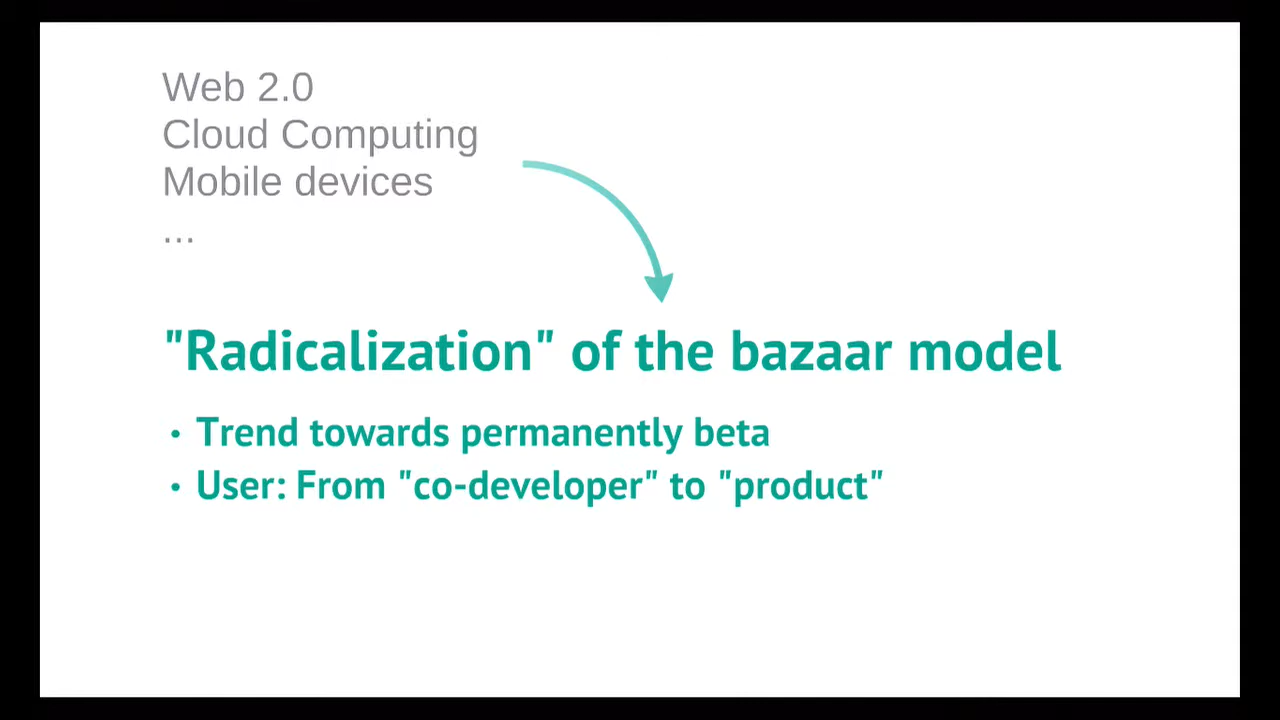 Web 2.0
Cloud Computing
Mobile devices
...
"Radicalization" of the bazaar model
• Trend towards permanently beta
• User: From "co-developer" to "product"